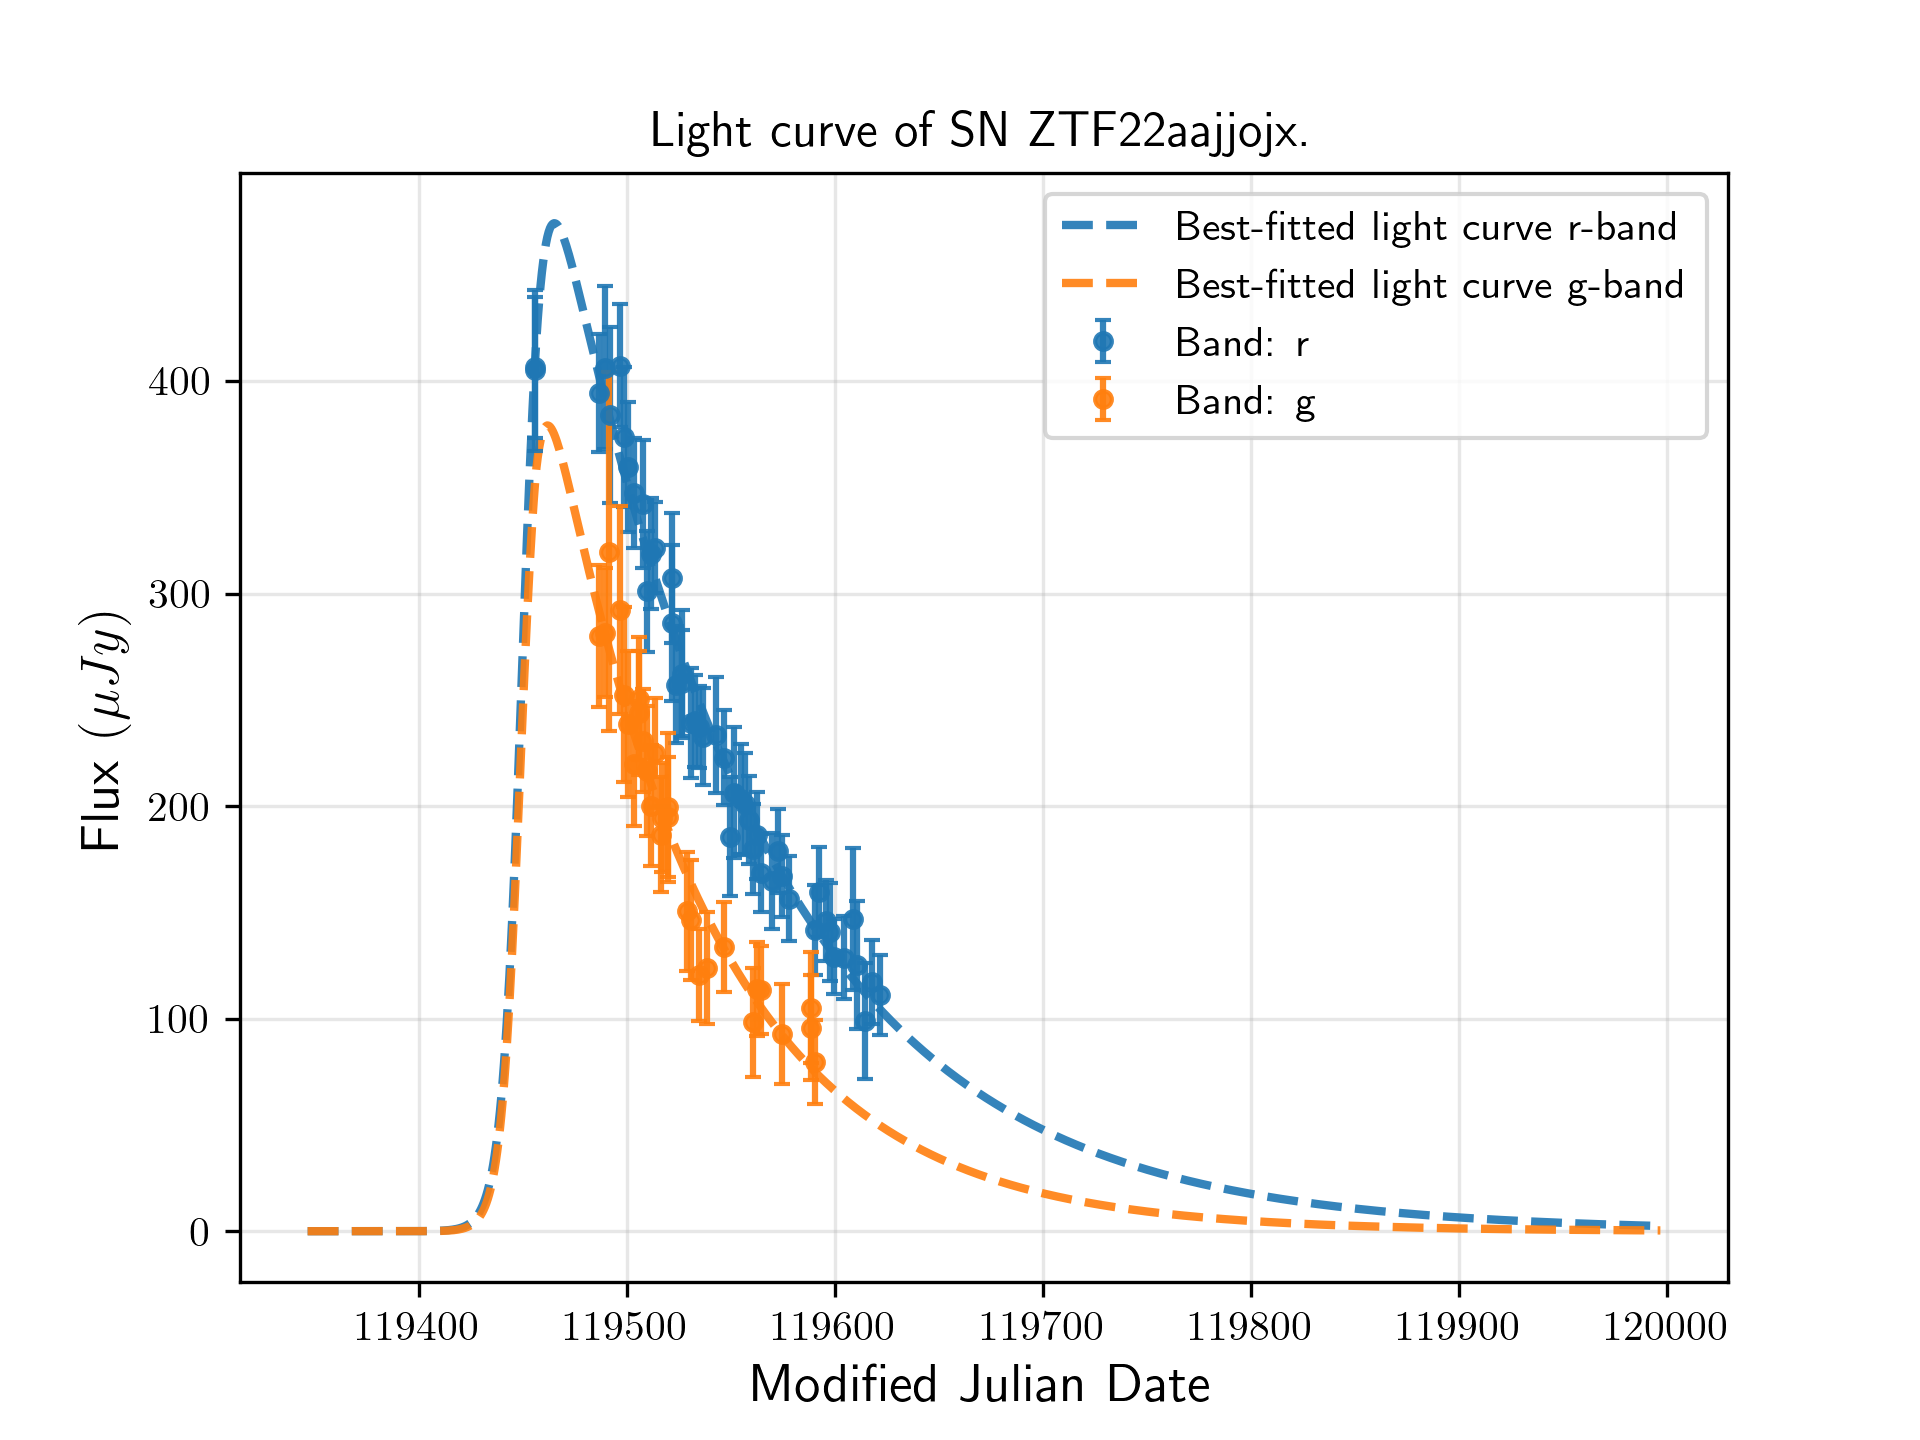 Light curve of SN ZTF22aajjojx.
Best-fitted light curve r-band
Best-fitted light curve g-band
Band: r
Band: g
400
300
200
100
0
Flux (μJy)
119400 119500 119600 119700 119800 119900 120000
Modified Julian Date